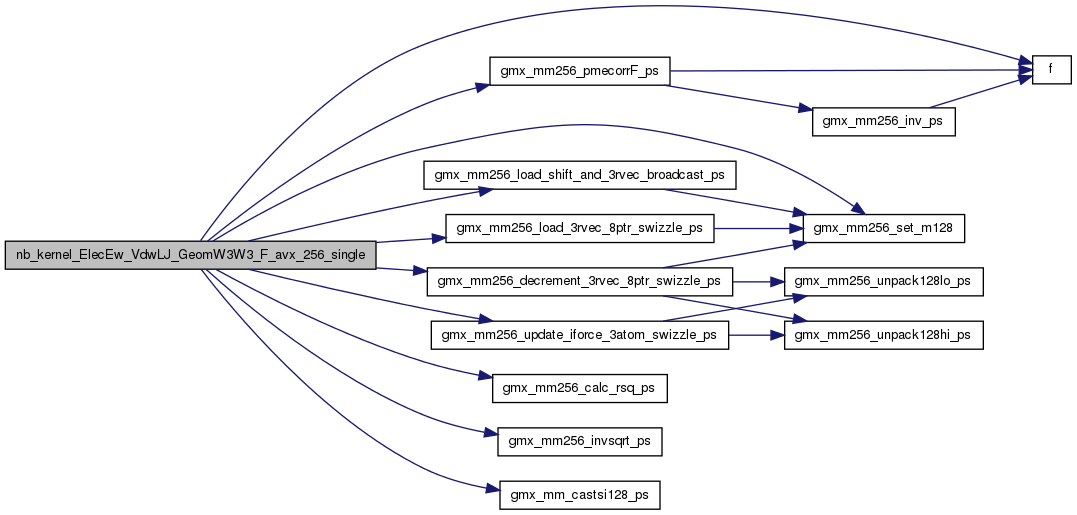 nb_kernel_ElecEw_VdwLJ_GeomW3W3_F_avx_256_single
gmx_mm256_pmecorrF_ps
f
gmx_mm256_inv_ps
gmx_mm256_load_shift_and_3rvec_broadcast_ps
gmx_mm256_load_3rvec_8ptr_swizzle_ps
gmx_mm256_set_m128
gmx_mm256_decrement_3rvec_8ptr_swizzle_ps
gmx_mm256_unpack128lo_ps
gmx_mm256_update_iforce_3atom_swizzle_ps
gmx_mm256_unpack128hi_ps
gmx_mm256_calc_rsq_ps
gmx_mm256_invsqrt_ps
gmx_mm_castsi128_ps